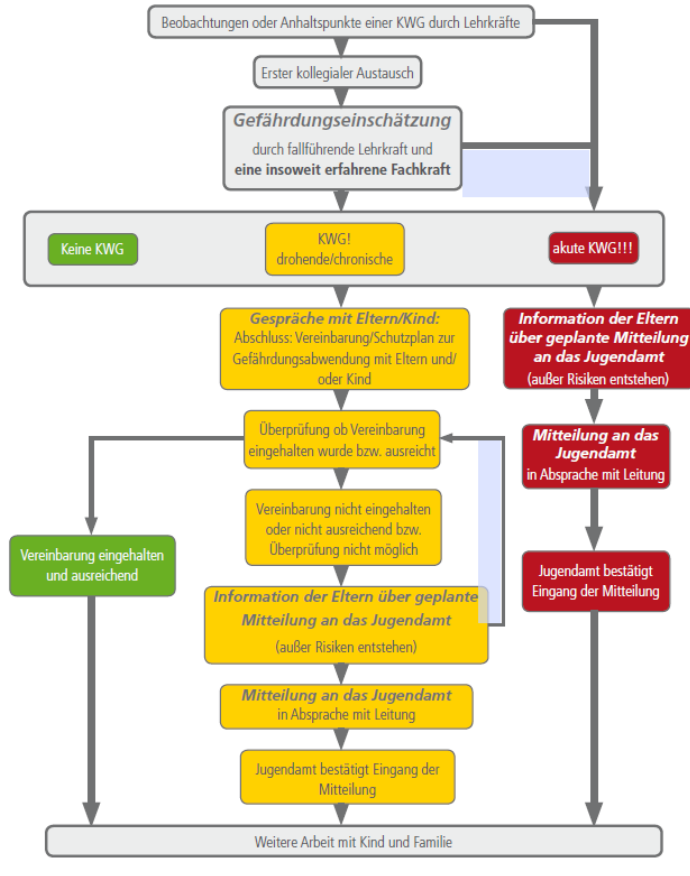 Beobachtungen oder Anhaltspunkte einer KWG durch Lehrkräfte
Erster kollegialer Austausch
Gefährdungseinschätzung
durch fallführende Lehrkraft und
eine insoweit erfahrene Fachkraft
Keine KWG
KWG!
drohende/chronische
akute KWG!!!
Gespräche mit Eltern/Kind:
Abschluss: Vereinbarung/Schutzplan zur
Gefährdungsabwendung mit Eltern und/
oder Kind
Information der Eltern
über geplante Mitteilung
an das Jugendamt
(außer Risiken entstehen)
Überprüfung ob Vereinbarung
eingehalten wurde bzw. ausreicht
Mitteilung an das
Jugendamt
in Absprache mit Leitung
Vereinbarung nicht eingehalten
oder nicht ausreichend bzw.
Überprüfung nicht möglich
Vereinbarung eingehalten
und ausreichend
Jugendamt bestätigt
Eingang der Mitteilung
Information der Eltern über geplante
Mitteilung an das Jugendamt
(außer Risiken entstehen)
Mitteilung an das Jugendamt
in Absprache mit Leitung
Jugendamt bestätigt Eingang der
Mitteilung
Weitere Arbeit mit Kind und Familie